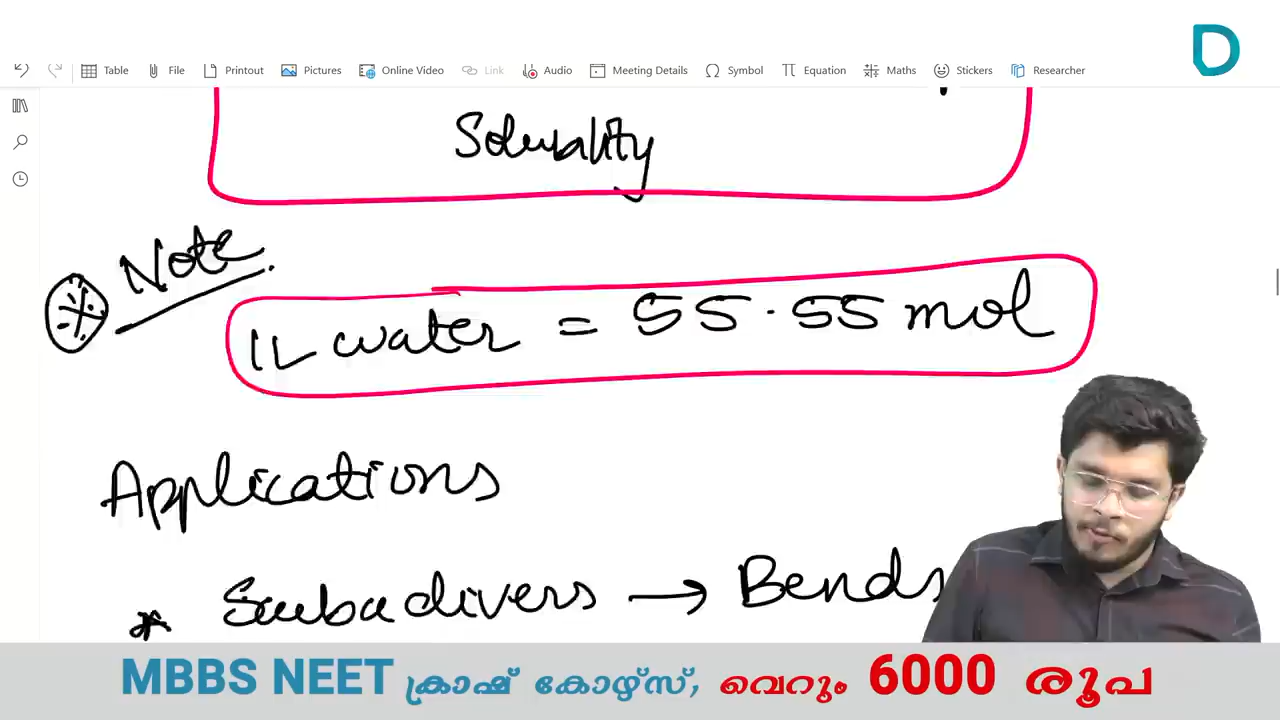 D
Table File Printout Pictures Online Video Link Audio Meeting Details Symbol Equation Maths Stickers Researcher
Solubality
Note
1L water = 55.55 mol
Applications
* Scuba divers → Bends
MBBS NEET ക്രാഷ് കോഴ്സ്, വെറും 6000 രൂപ